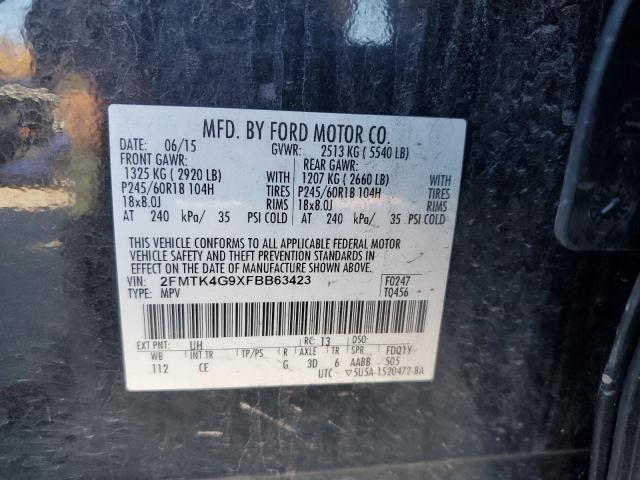 MFD. BY FORD MOTOR CO.
DATE: 06/15 GVWR: 2513 KG ( 5540 LB)
FRONT GAWR: REAR GAWR:
1325 KG ( 2920 LB) WITH 1207 KG ( 2660 LB) WITH
P245/60R18 104H TIRES P245/60R18 104H TIRES
18x8.0J RIMS 18x8.0J RIMS
AT 240 kPa/ 35 PSI COLD AT 240 kPa/ 35 PSI COLD
THIS VEHICLE CONFORMS TO ALL APPLICABLE FEDERAL MOTOR
VEHICLE SAFETY AND THEFT PREVENTION STANDARDS IN
EFFECT ON THE DATE OF MANUFACTURE SHOWN ABOVE.
VIN: 2FMTK4G9XFBB63423 F0247
TYPE: MPV TQ456
EXT PNT: UH RC: 13 DSO:
WB INT TR TP/PS R AXLE TR SPR FDQ1Y
112 CE G 3D 6 AABB 505
UTC ▽5U5A-1520472-BA